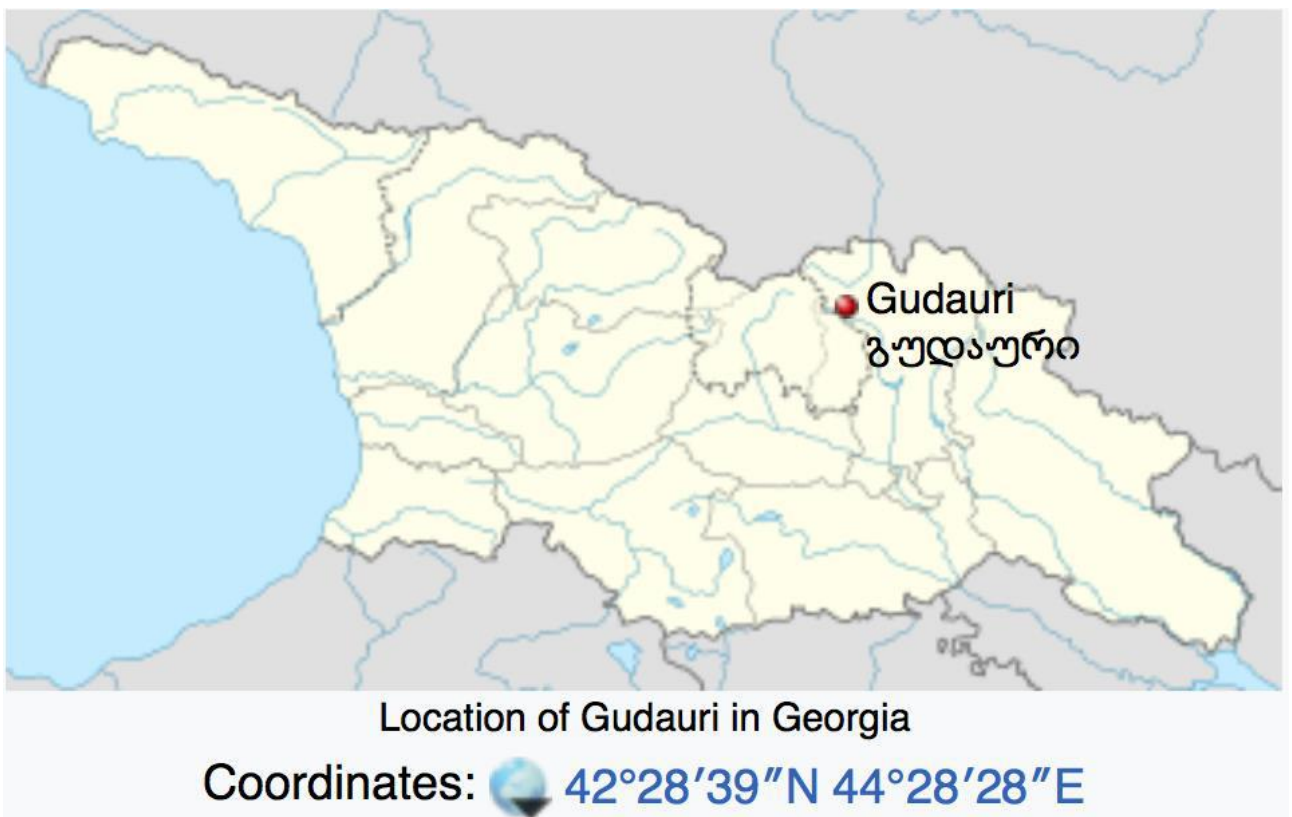 Gudauri
გუდაური
Location of Gudauri in Georgia
Coordinates: 42°28′39″N 44°28′28″E